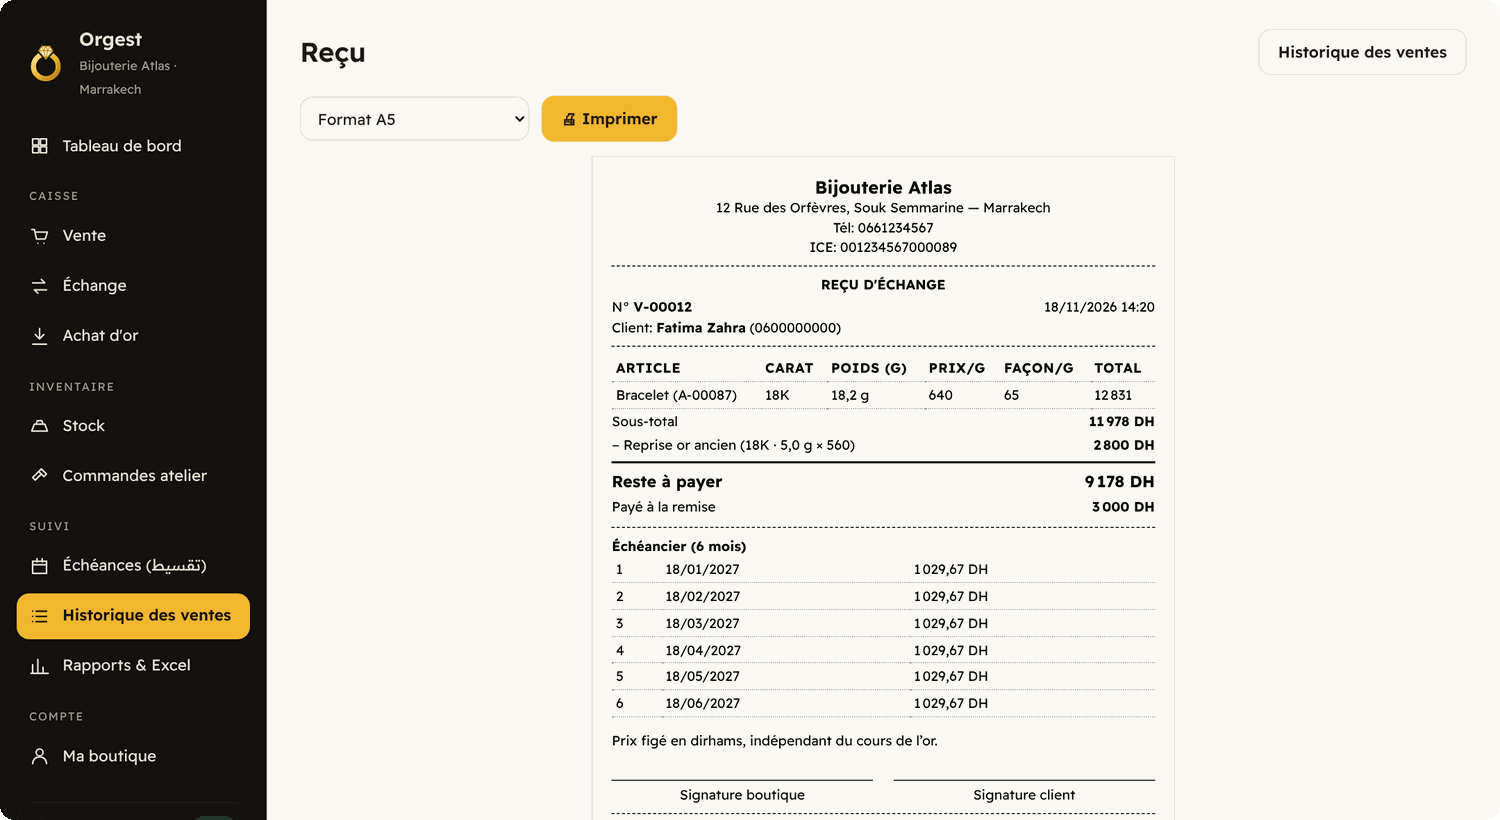 Orgest
Bijouterie Atlas ·
Marrakech
Tableau de bord
CAISSE
Vente
Échange
Achat d'or
INVENTAIRE
Stock
Commandes atelier
SUIVI
Échéances (تقسيط)
Historique des ventes
Rapports & Excel
COMPTE
Ma boutique
Reçu
Historique des ventes
Format A5
Imprimer
Bijouterie Atlas
12 Rue des Orfèvres, Souk Semmarine — Marrakech
Tél: 0661234567
ICE: 001234567000089
REÇU D'ÉCHANGE
N° V-00012 18/11/2026 14:20
Client: Fatima Zahra (0600000000)
ARTICLE CARAT POIDS (G) PRIX/G FAÇON/G TOTAL
Bracelet (A-00087) 18K 18,2 g 640 65 12 831
Sous-total 11 978 DH
– Reprise or ancien (18K · 5,0 g × 560) 2 800 DH
Reste à payer 9 178 DH
Payé à la remise 3 000 DH
Échéancier (6 mois)
1 18/01/2027 1 029,67 DH
2 18/02/2027 1 029,67 DH
3 18/03/2027 1 029,67 DH
4 18/04/2027 1 029,67 DH
5 18/05/2027 1 029,67 DH
6 18/06/2027 1 029,67 DH
Prix figé en dirhams, indépendant du cours de l’or.
Signature boutique Signature client